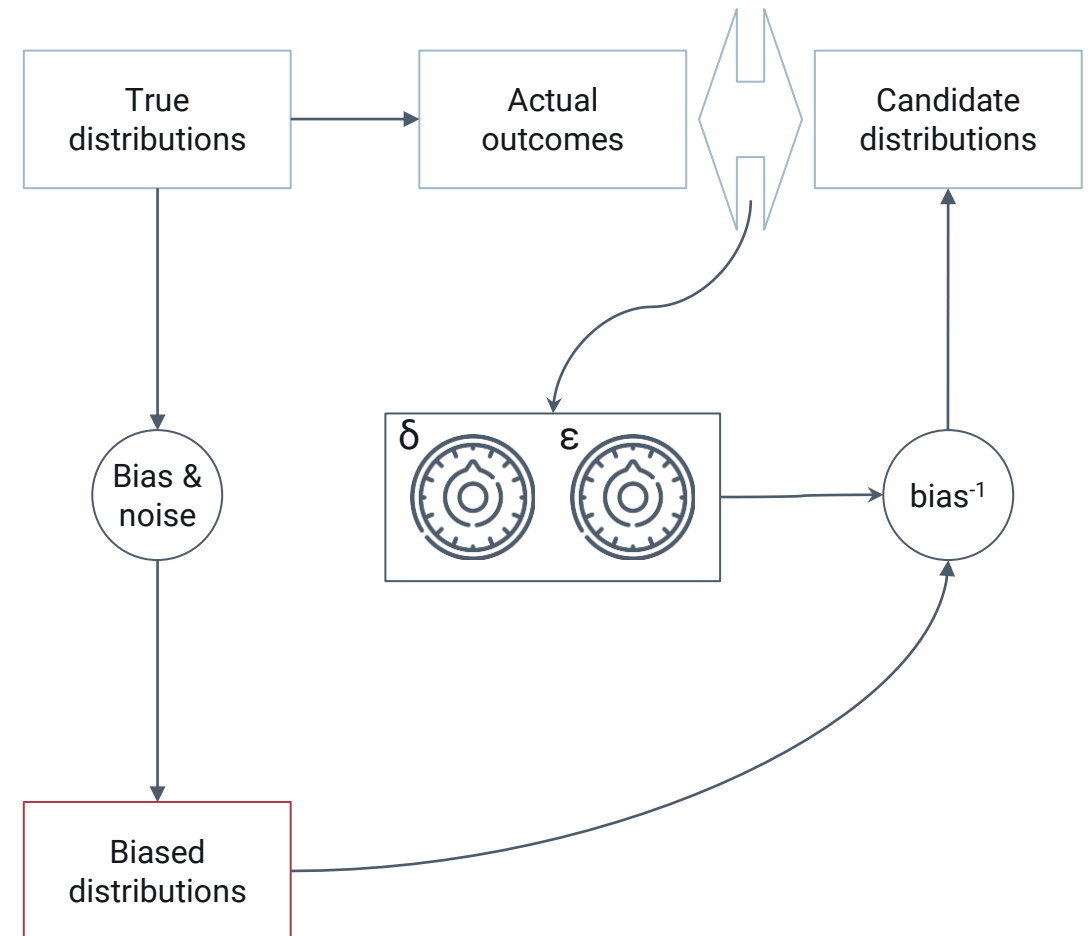 True
distributions
Actual
outcomes
Candidate
distributions
δ
ε
Bias &
noise
bias⁻¹
Biased
distributions